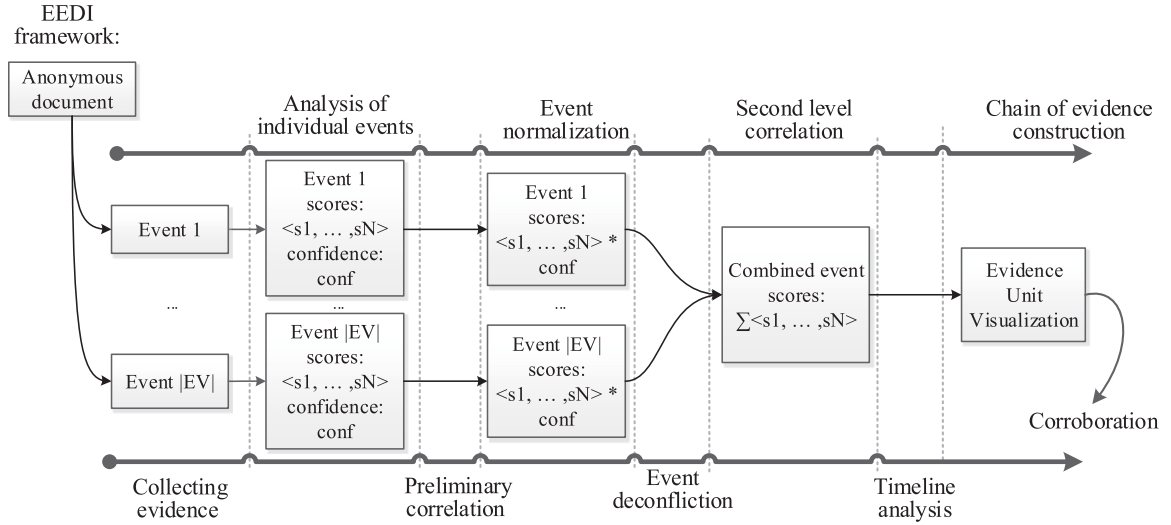 EEDI
framework:
Anonymous
document
Analysis of
individual events
Event
normalization
Second level
correlation
Chain of evidence
construction
Event 1
Event 1
scores:
<s1, … ,sN>
confidence:
conf
Event 1
scores:
<s1, … ,sN> *
conf
...
...
...
Combined event
scores:
∑<s1, … ,sN>
Evidence
Unit
Visualization
Event |EV|
Event |EV|
scores:
<s1, … ,sN>
confidence:
conf
Event |EV|
scores:
<s1, … ,sN> *
conf
Corroboration
Collecting
evidence
Preliminary
correlation
Event
deconfliction
Timeline
analysis